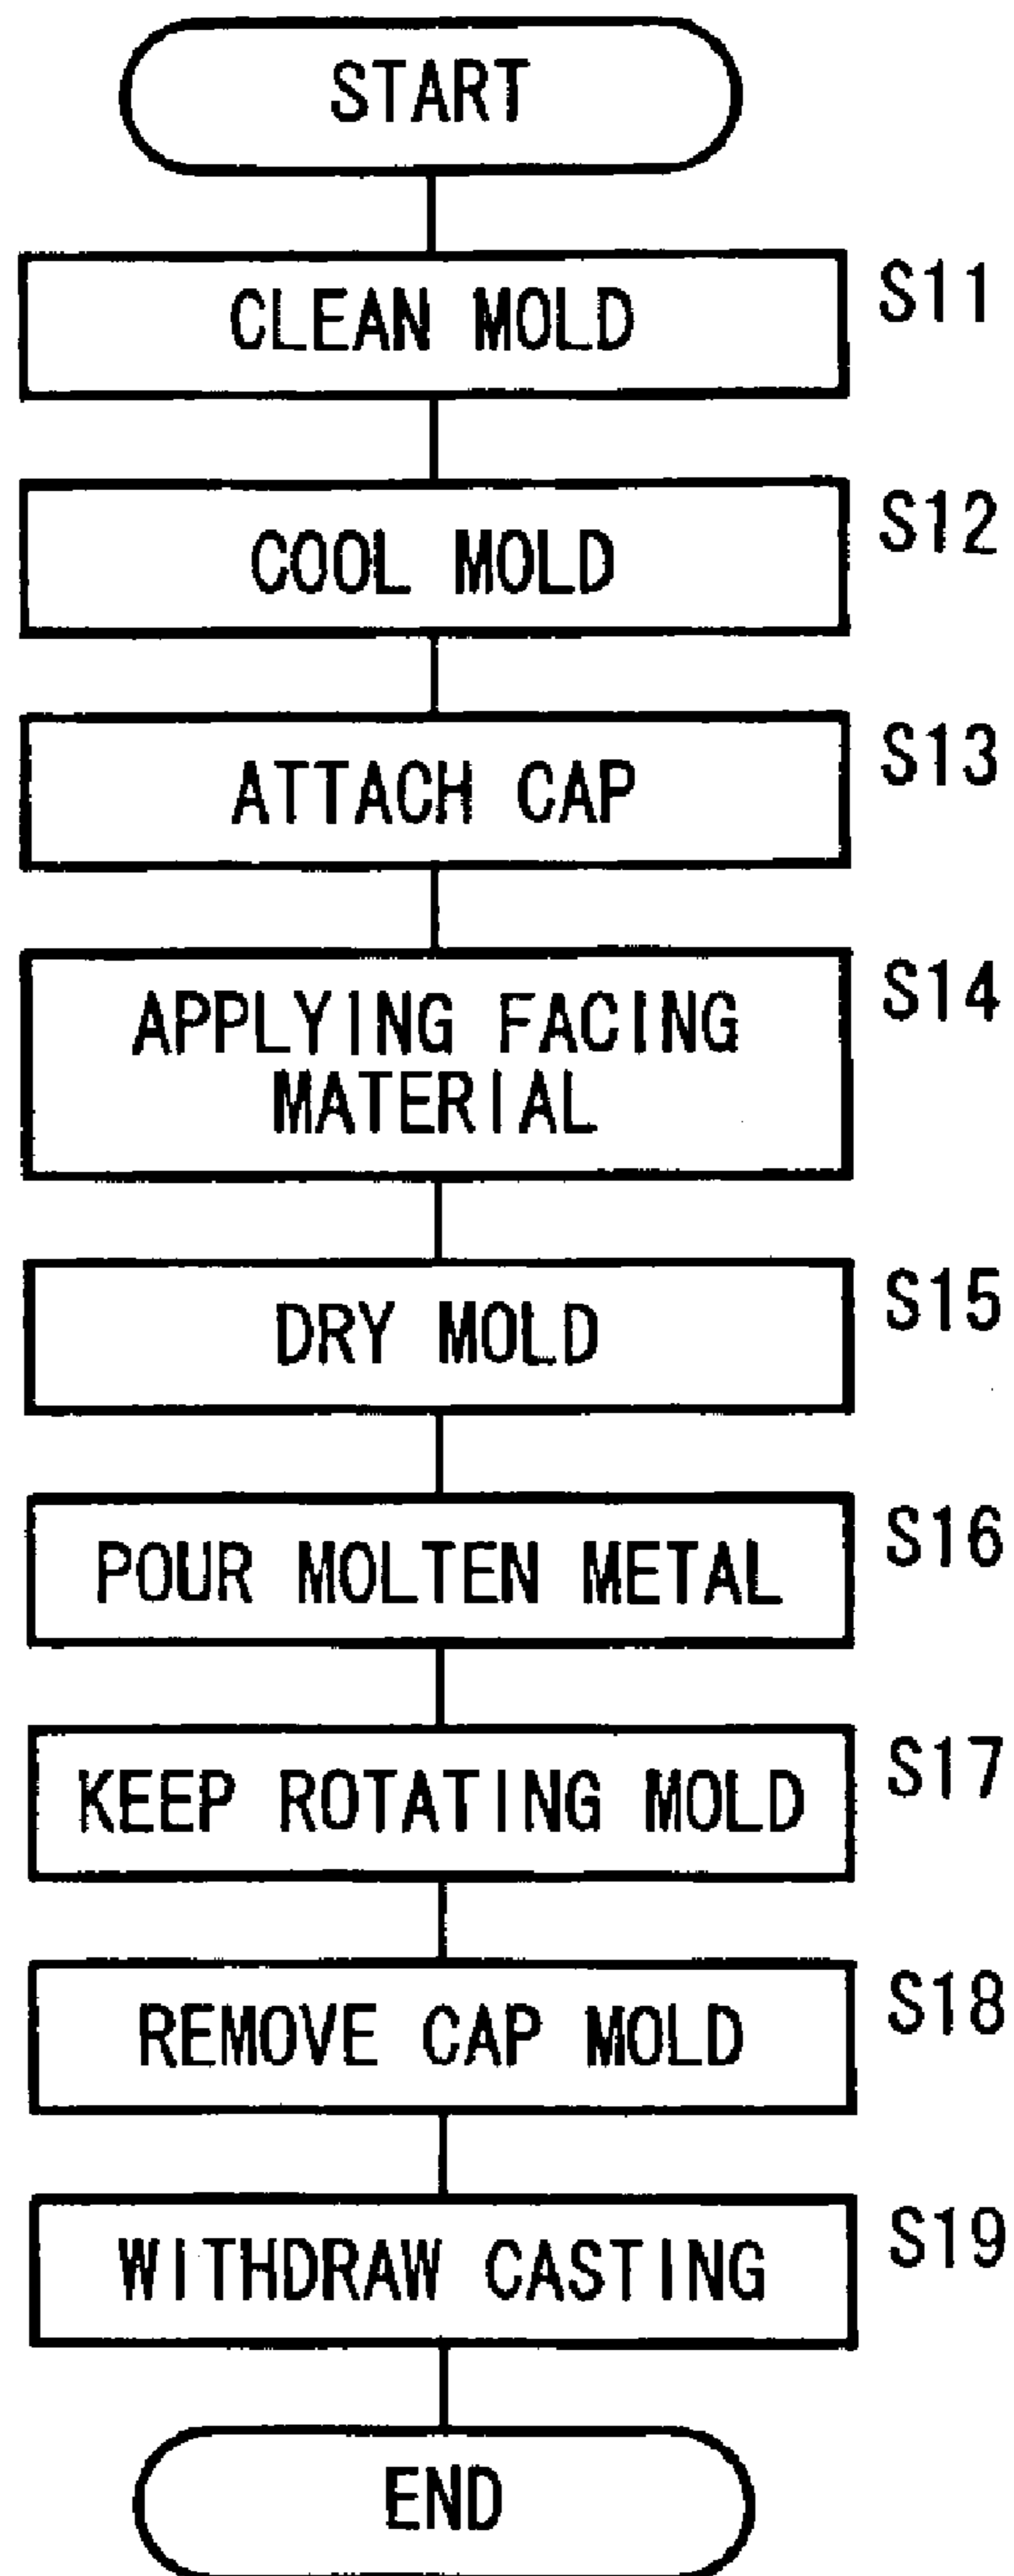 START
CLEAN MOLD
S11
COOL MOLD
S12
ATTACH CAP
S13
APPLYING FACING
MATERIAL
S14
DRY MOLD
S15
POUR MOLTEN METAL
S16
KEEP ROTATING MOLD
S17
REMOVE CAP MOLD
S18
WITHDRAW CASTING
S19
END